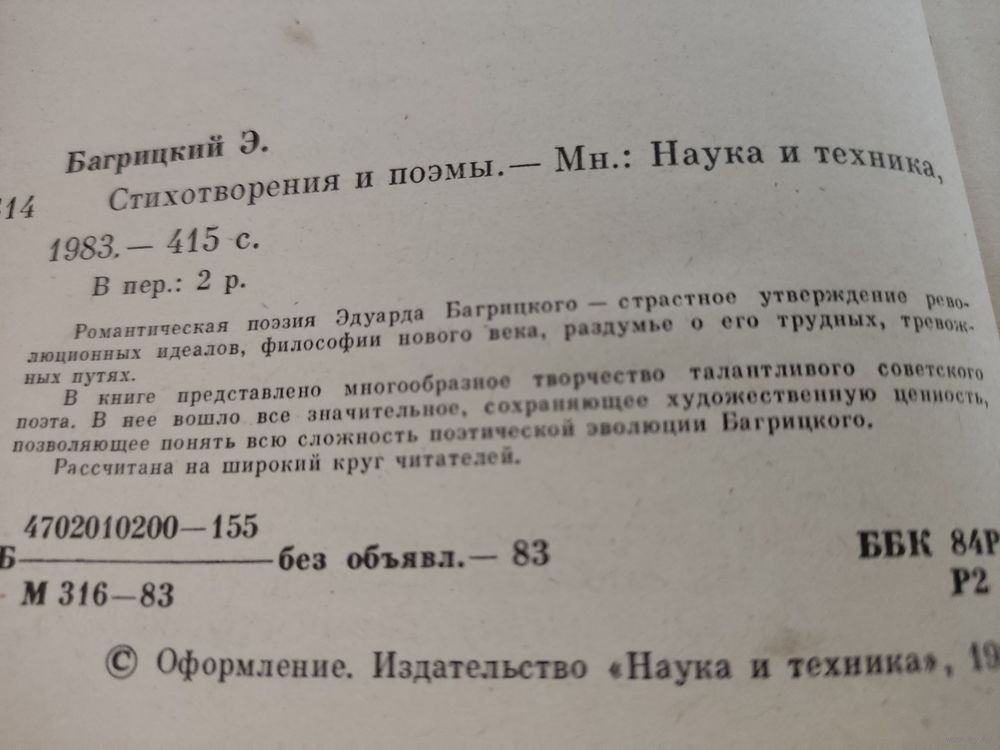 Багрицкий Э.
14 Стихотворения и поэмы.— Мн.: Наука и техника,
1983.— 415 с.
В пер.: 2 р.
Романтическая поэзия Эдуарда Багрицкого — страстное утверждение рево-
люционных идеалов, философии нового века, раздумье о его трудных, тревож-
ных путях.
В книге представлено многообразное творчество талантливого советского
поэта. В нее вошло все значительное, сохраняющее художественную ценность,
позволяющее понять всю сложность поэтической эволюции Багрицкого.
Рассчитана на широкий круг читателей.
4702010200—155
Б без объявл.— 83
М 316—83
ББК 84Р
Р2
© Оформление. Издательство «Наука и техника», 19